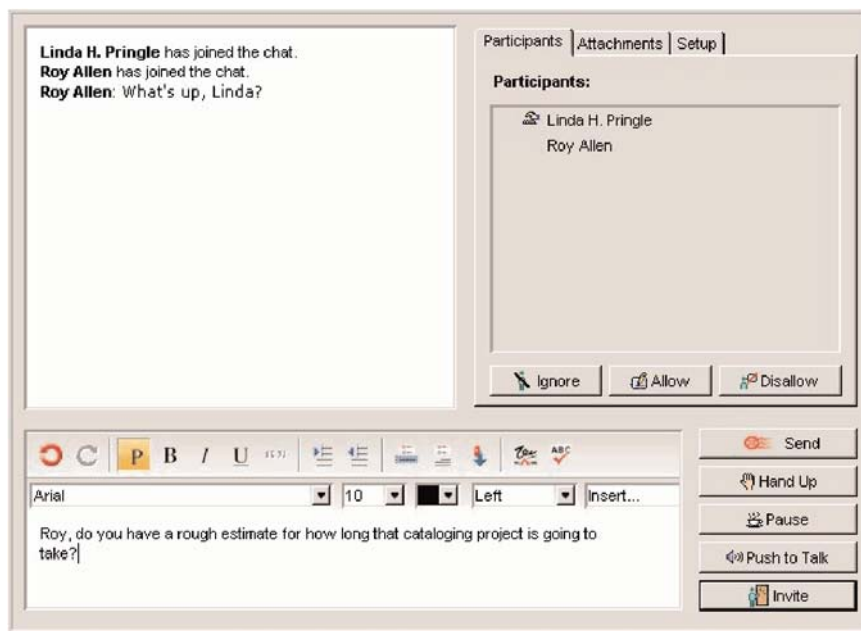 Linda H. Pringle has joined the chat.
Roy Allen has joined the chat.
Roy Allen: What's up, Linda?
Participants
Attachments
Setup
Participants:
Linda H. Pringle
Roy Allen
Ignore
Allow
Disallow
P B I U
ABC
Arial
10
Left
Insert...
Roy, do you have a rough estimate for how long that cataloging project is going to
take?
Send
Hand Up
Pause
Push to Talk
Invite